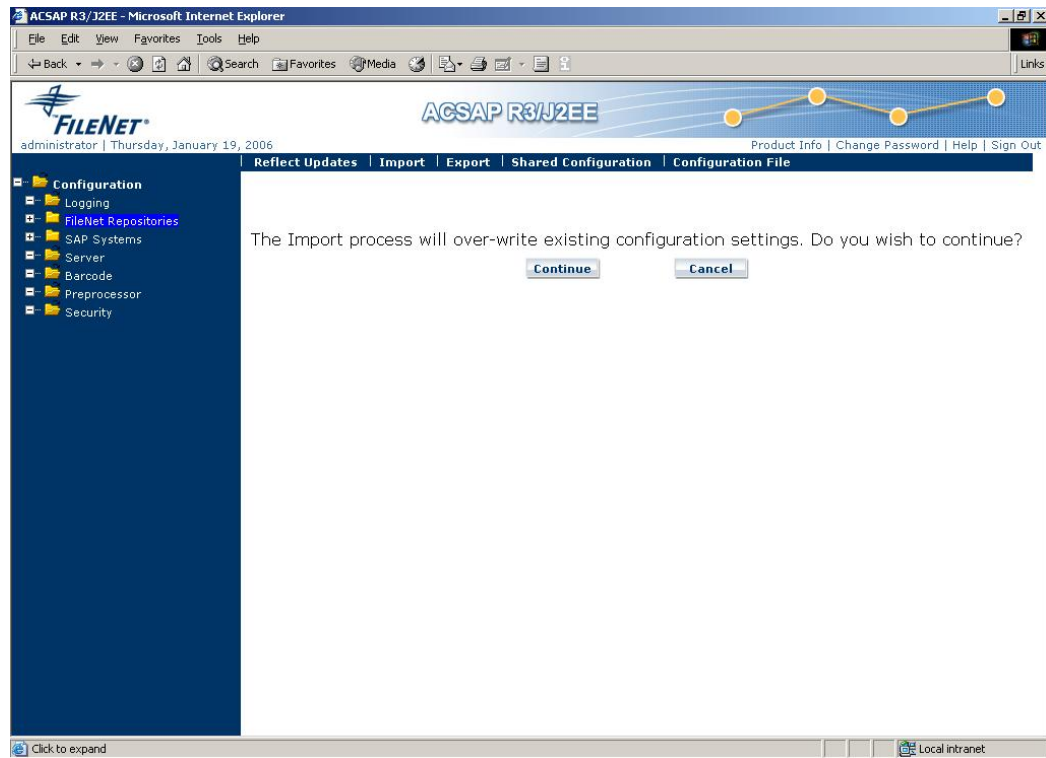 ACSAP R3/J2EE - Microsoft Internet Explorer
File Edit View Favorites Tools Help
Back Search Favorites Media Links
FILENET®
ACSAP R3/J2EE
administrator | Thursday, January 19, 2006
Product Info | Change Password | Help | Sign Out
| Reflect Updates | Import | Export | Shared Configuration | Configuration File
Configuration
Logging
FileNet Repositories
SAP Systems
Server
Barcode
Preprocessor
Security
The Import process will over-write existing configuration settings. Do you wish to continue?
Continue Cancel
Click to expand
Local intranet